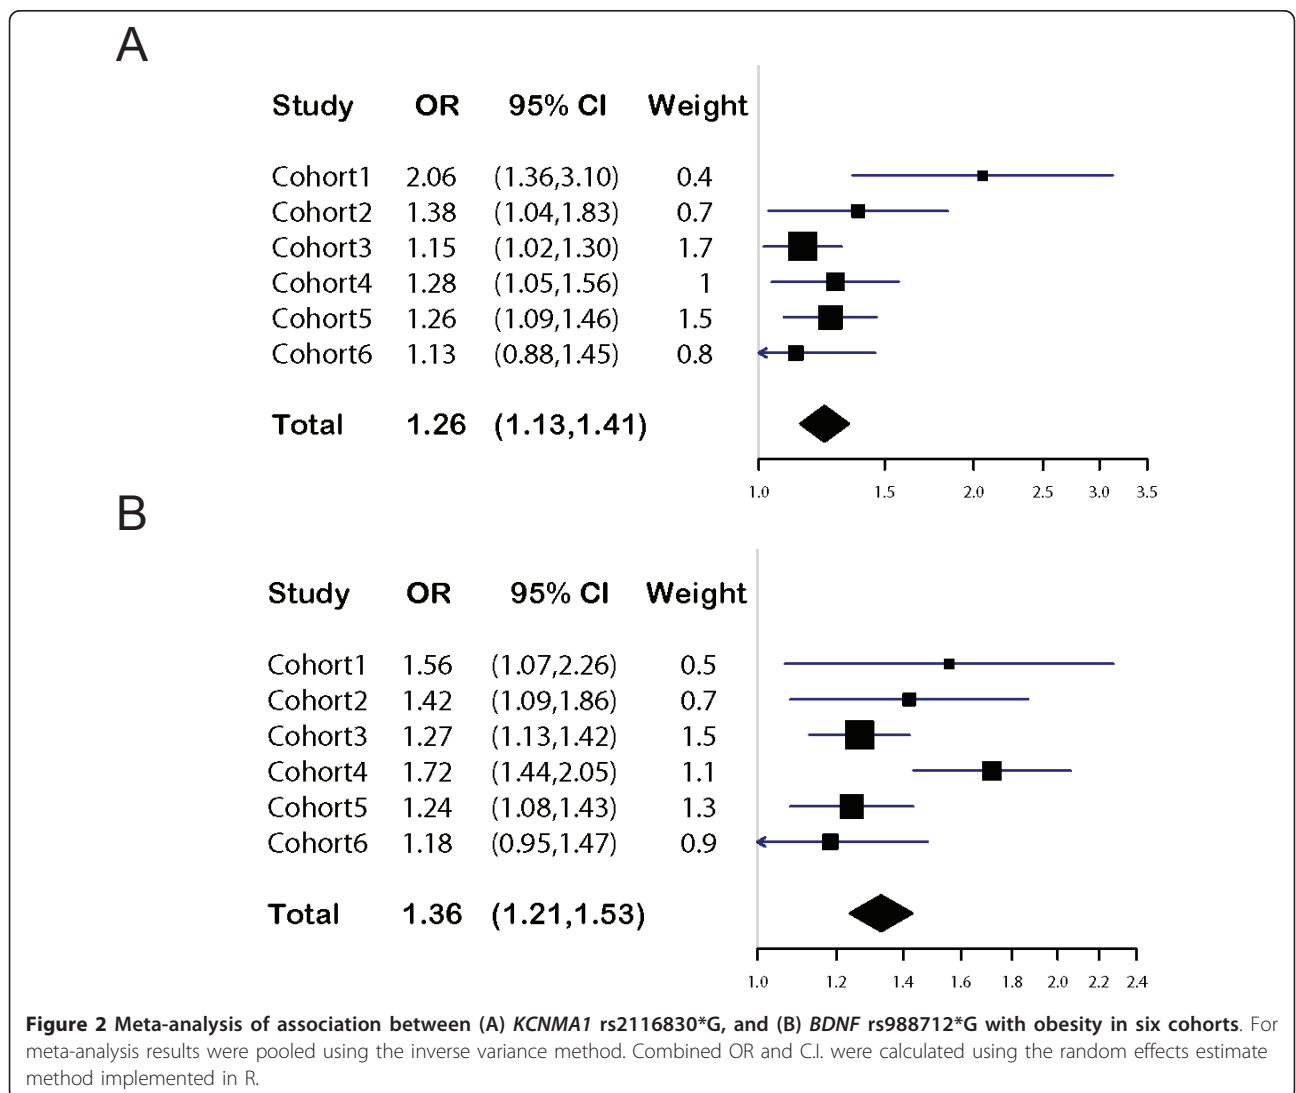 A
Study OR 95% CI Weight
Cohort1 2.06 (1.36,3.10) 0.4
Cohort2 1.38 (1.04,1.83) 0.7
Cohort3 1.15 (1.02,1.30) 1.7
Cohort4 1.28 (1.05,1.56) 1
Cohort5 1.26 (1.09,1.46) 1.5
Cohort6 1.13 (0.88,1.45) 0.8
Total 1.26 (1.13,1.41)
1.0 1.5 2.0 2.5 3.0 3.5
B
Study OR 95% CI Weight
Cohort1 1.56 (1.07,2.26) 0.5
Cohort2 1.42 (1.09,1.86) 0.7
Cohort3 1.27 (1.13,1.42) 1.5
Cohort4 1.72 (1.44,2.05) 1.1
Cohort5 1.24 (1.08,1.43) 1.3
Cohort6 1.18 (0.95,1.47) 0.9
Total 1.36 (1.21,1.53)
1.0 1.2 1.4 1.6 1.8 2.0 2.2 2.4
Figure 2 Meta-analysis of association between (A) KCNMA1 rs2116830*G, and (B) BDNF rs988712*G with obesity in six cohorts. For
meta-analysis results were pooled using the inverse variance method. Combined OR and C.I. were calculated using the random effects estimate
method implemented in R.